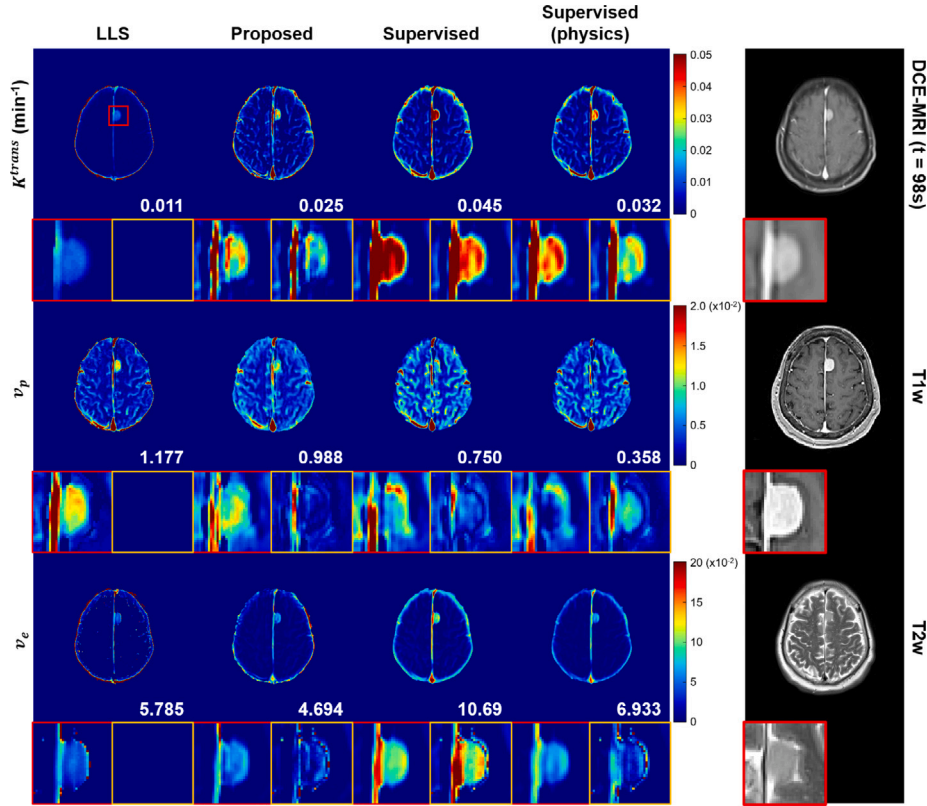 LLS
Proposed
Supervised
Supervised
(physics)
K^trans (min⁻¹)
0.05
0.04
0.03
0.02
0.01
0
DCE-MRI (t = 98s)
0.011
0.025
0.045
0.032
v_p
2.0 (x10⁻²)
1.5
1.0
0.5
0
T1w
1.177
0.988
0.750
0.358
v_e
20 (x10⁻²)
15
10
5
0
T2w
5.785
4.694
10.69
6.933